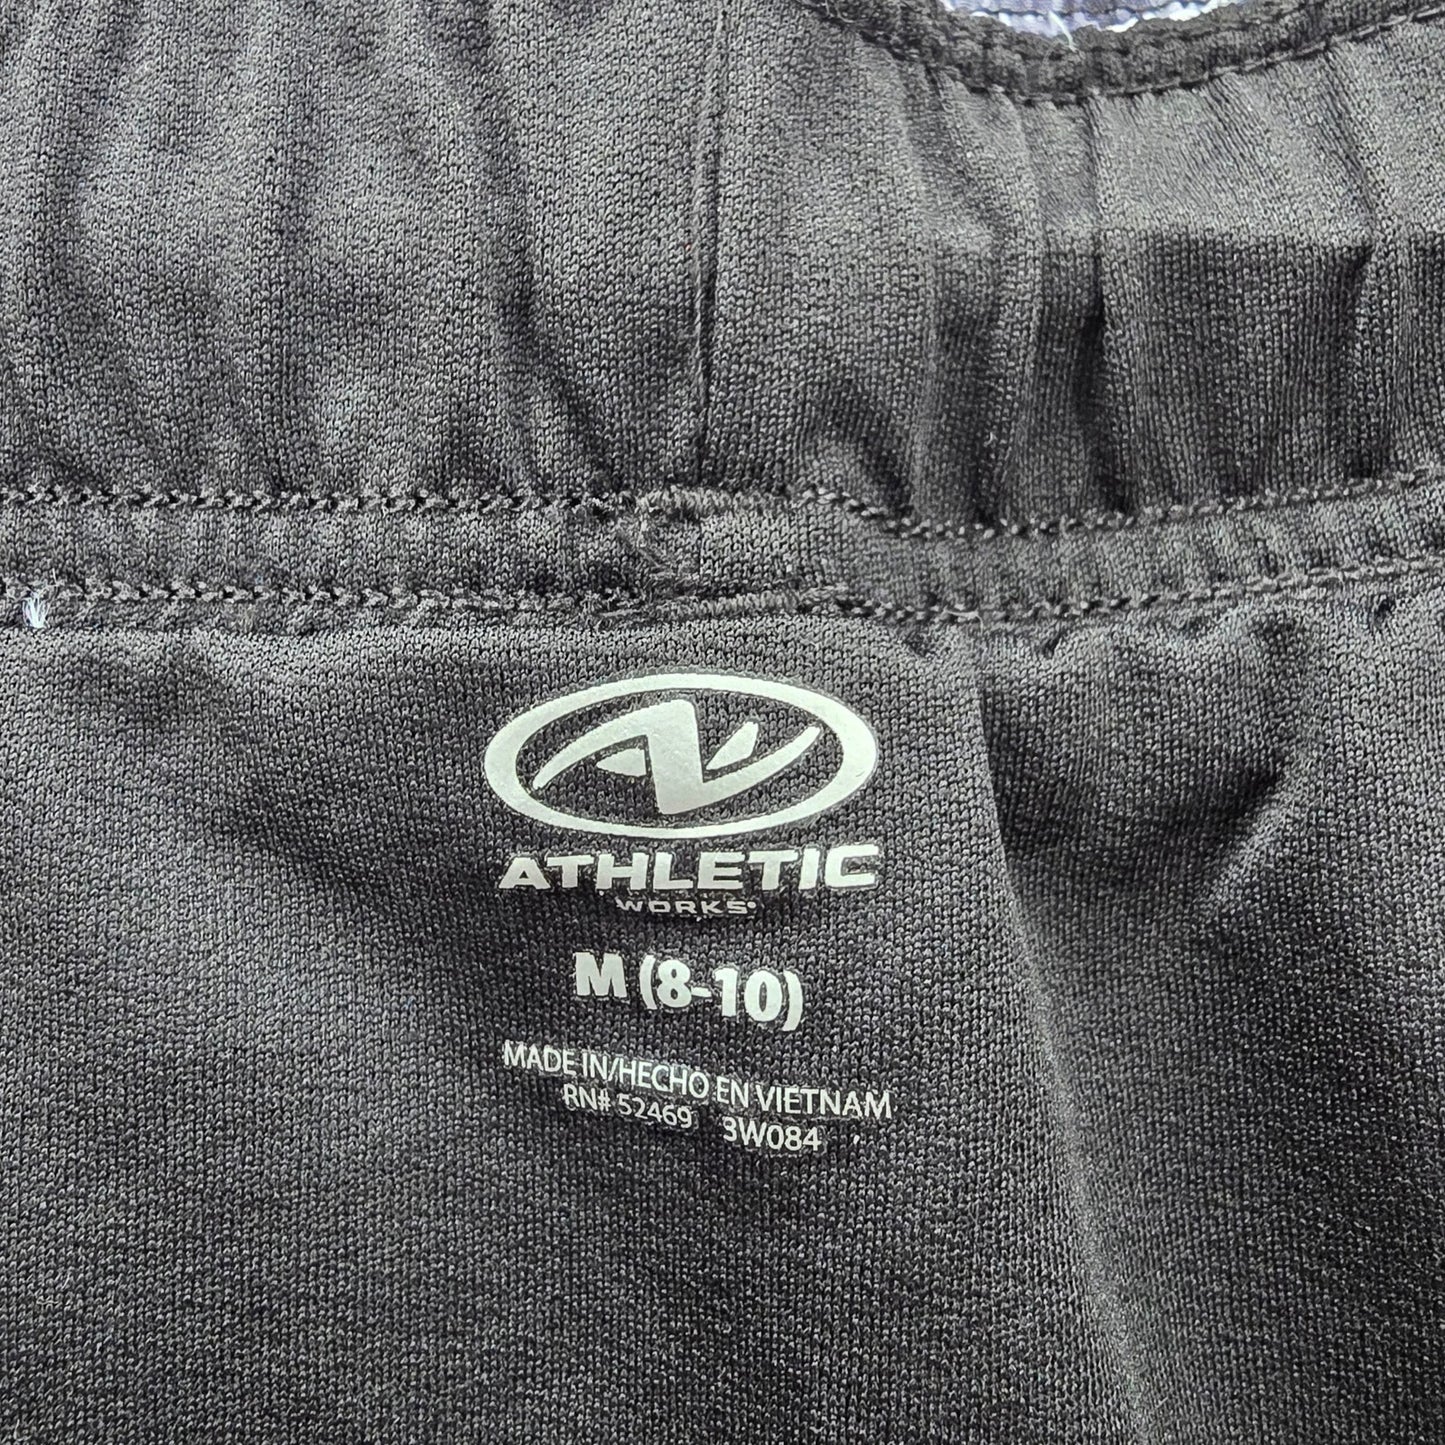 ATHLETIC
WORKS®
M (8-10)
MADE IN/HECHO EN VIETNAM
RN# 52469 3W084